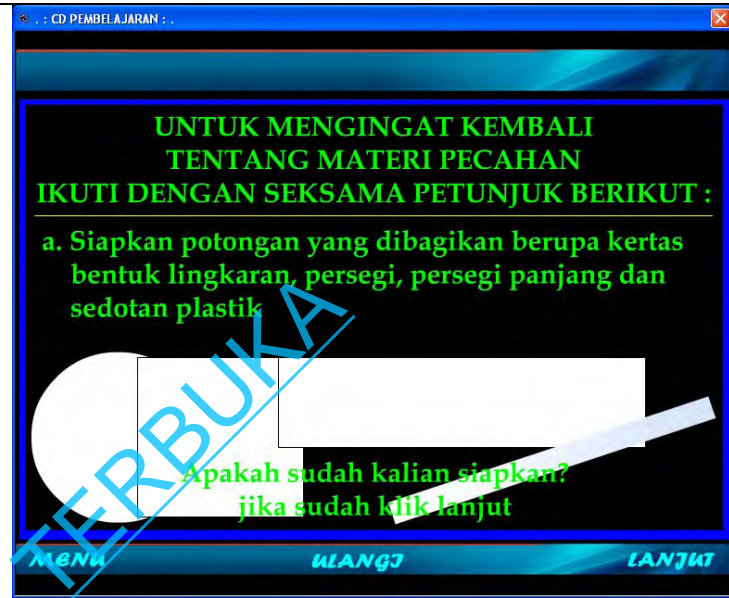 . : CD PEMBELAJARAN : .
UNTUK MENGINGAT KEMBALI
TENTANG MATERI PECAHAN
IKUTI DENGAN SEKSAMA PETUNJUK BERIKUT :
a. Siapkan potongan yang dibagikan berupa kertas
bentuk lingkaran, persegi, persegi panjang dan
sedotan plastik
Apakah sudah kalian siapkan?
jika sudah klik lanjut
TERBUKA
MENU
ULANGI
LANJUT